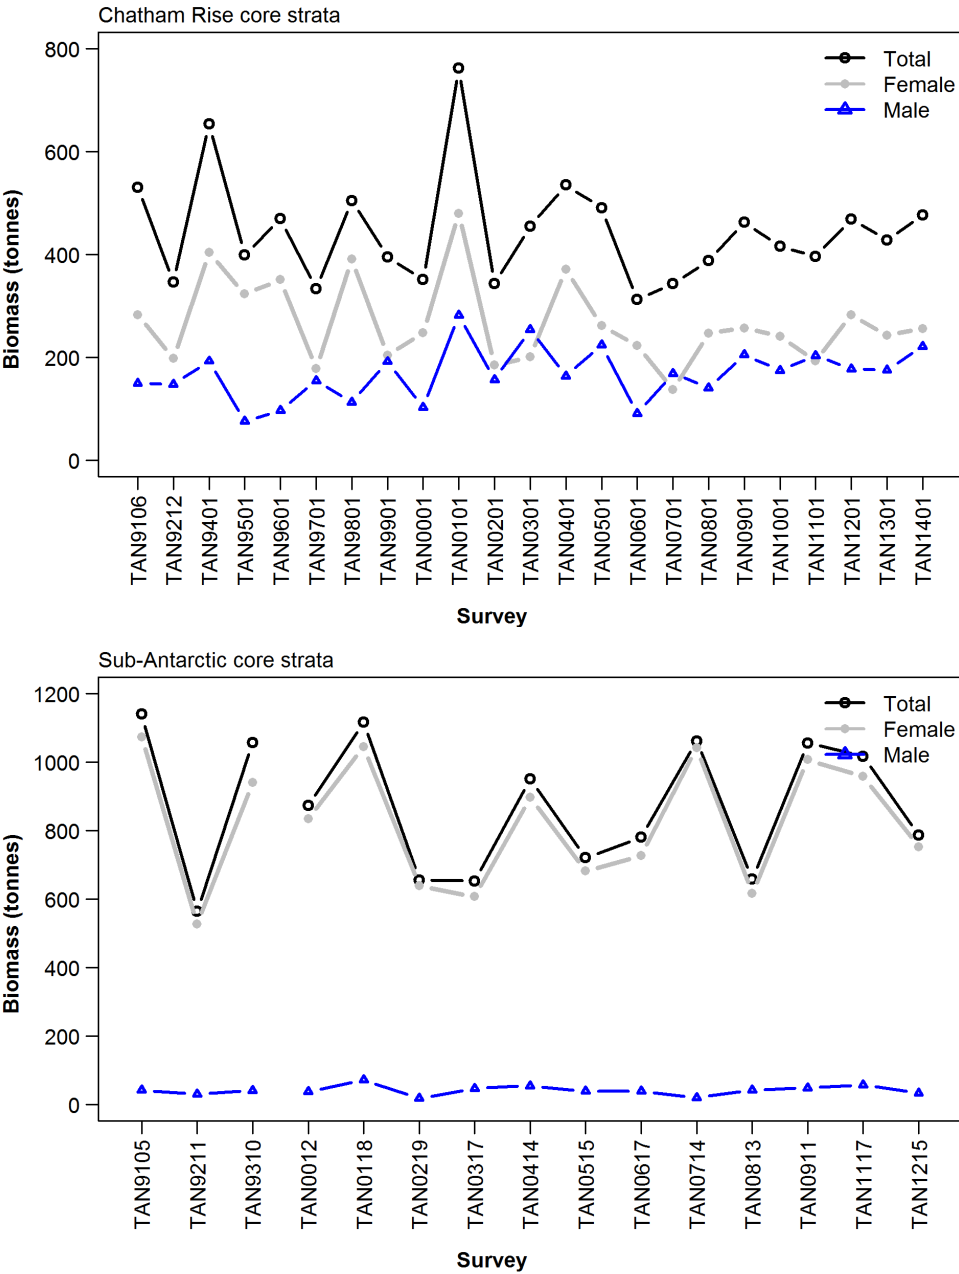 Chatham Rise core strata
800
600
400
200
0
Biomass (tonnes)
Total
Female
Male
TAN9106
TAN9212
TAN9401
TAN9501
TAN9601
TAN9701
TAN9801
TAN9901
TAN0001
TAN0101
TAN0201
TAN0301
TAN0401
TAN0501
TAN0601
TAN0701
TAN0801
TAN0901
TAN1001
TAN1101
TAN1201
TAN1301
TAN1401
Survey
Sub-Antarctic core strata
1200
1000
800
600
400
200
0
Biomass (tonnes)
Total
Female
Male
TAN9105
TAN9211
TAN9310
TAN0012
TAN0118
TAN0219
TAN0317
TAN0414
TAN0515
TAN0617
TAN0714
TAN0813
TAN0911
TAN1117
TAN1215
Survey